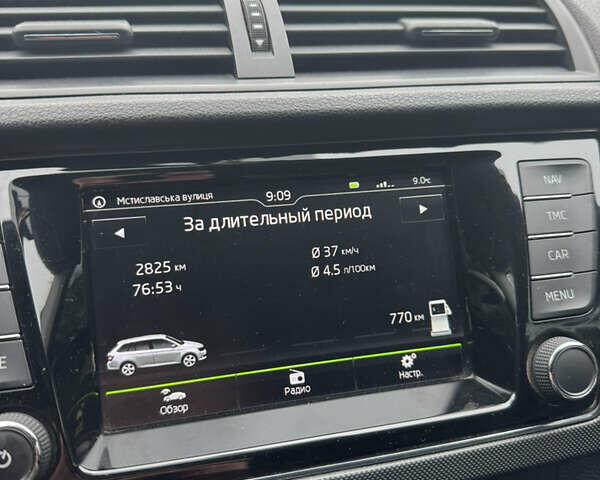 Мстиславська вулиця 9:09 9.0°C
За длительный период
2825 км Ø 37 км/ч
76:53 ч Ø 4.5 л/100км
770 км
Обзор Радио Настр.
NAV
TMC
CAR
MENU
E